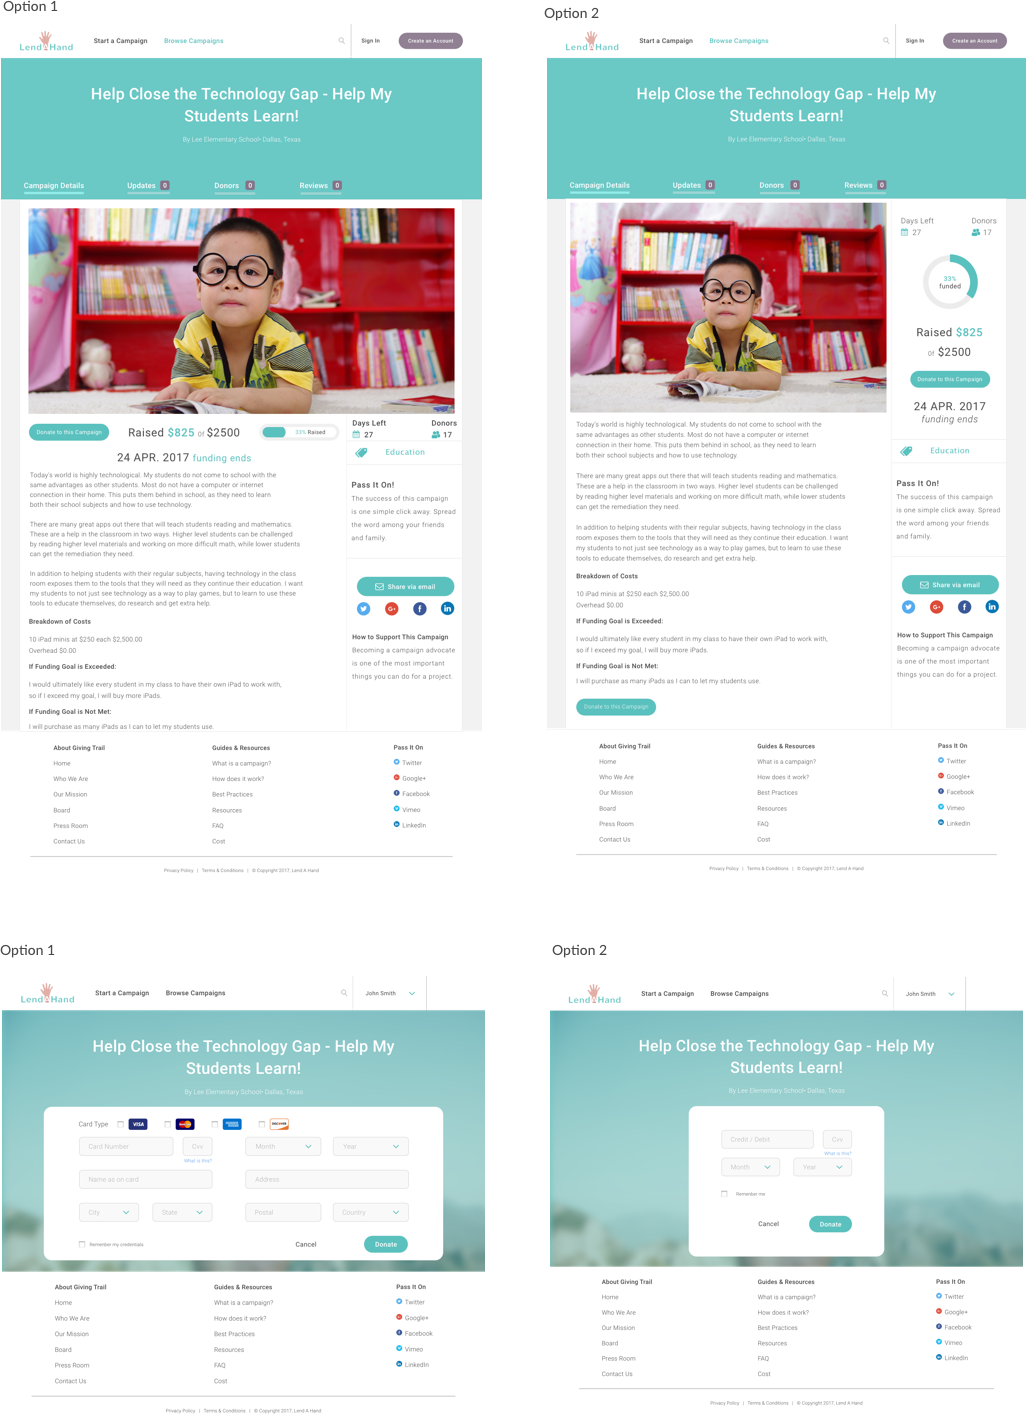 Option 1
Lend Hand
Start a Campaign
Browse Campaigns
Sign In
Create an Account
Help Close the Technology Gap - Help My
Students Learn!
By Lee Elementary School• Dallas, Texas
Campaign Details
Updates 0
Donors 0
Reviews 0
Donate to this Campaign
Raised $825 of $2500
33% Raised
24 APR. 2017 funding ends
Days Left
27
Donors
17
Education
Today's world is highly technological. My students do not come to school with the
same advantages as other students. Most do not have a computer or internet
connection in their home. This puts them behind in school, as they need to learn
both their school subjects and how to use technology.
There are many great apps out there that will teach students reading and mathematics.
These are a help in the classroom in two ways. Higher level students can be challenged
by reading higher level materials and working on more difficult math, while lower students
can get the remediation they need.
In addition to helping students with their regular subjects, having technology in the class
room exposes them to the tools that they will need as they continue their education. I want
my students to not just see technology as a way to play games, but to learn to use these
tools to educate themselves, do research and get extra help.
Breakdown of Costs
10 iPad minis at $250 each $2,500.00
Overhead $0.00
If Funding Goal is Exceeded:
I would ultimately like every student in my class to have their own iPad to work with,
so if I exceed my goal, I will buy more iPads.
If Funding Goal is Not Met:
I will purchase as many iPads as I can to let my students use.
Pass It On!
The success of this campaign
is one simple click away. Spread
the word among your friends
and family.
Share via email
How to Support This Campaign
Becoming a campaign advocate
is one of the most important
things you can do for a project.
About Giving Trail
Home
Who We Are
Our Mission
Board
Press Room
Contact Us
Guides & Resources
What is a campaign?
How does it work?
Best Practices
Resources
FAQ
Cost
Pass It On
Twitter
Google+
Facebook
Vimeo
LinkedIn
Privacy Policy | Terms & Conditions | © Copyright 2017, Lend A Hand
Option 2
Lend Hand
Start a Campaign
Browse Campaigns
Sign In
Create an Account
Help Close the Technology Gap - Help My
Students Learn!
By Lee Elementary School• Dallas, Texas
Campaign Details
Updates 0
Donors 0
Reviews 0
Days Left
27
Donors
17
33%
funded
Raised $825
of $2500
Donate to this Campaign
24 APR. 2017
funding ends
Education
Today's world is highly technological. My students do not come to school with the
same advantages as other students. Most do not have a computer or internet
connection in their home. This puts them behind in school, as they need to learn
both their school subjects and how to use technology.
There are many great apps out there that will teach students reading and mathematics.
These are a help in the classroom in two ways. Higher level students can be challenged
by reading higher level materials and working on more difficult math, while lower students
can get the remediation they need.
In addition to helping students with their regular subjects, having technology in the class
room exposes them to the tools that they will need as they continue their education. I want
my students to not just see technology as a way to play games, but to learn to use these
tools to educate themselves, do research and get extra help.
Breakdown of Costs
10 iPad minis at $250 each $2,500.00
Overhead $0.00
If Funding Goal is Exceeded:
I would ultimately like every student in my class to have their own iPad to work with,
so if I exceed my goal, I will buy more iPads.
If Funding Goal is Not Met:
I will purchase as many iPads as I can to let my students use.
Donate to this Campaign
Pass It On!
The success of this campaign
is one simple click away. Spread
the word among your friends
and family.
Share via email
How to Support This Campaign
Becoming a campaign advocate
is one of the most important
things you can do for a project.
About Giving Trail
Home
Who We Are
Our Mission
Board
Press Room
Contact Us
Guides & Resources
What is a campaign?
How does it work?
Best Practices
Resources
FAQ
Cost
Pass It On
Twitter
Google+
Facebook
Vimeo
LinkedIn
Privacy Policy | Terms & Conditions | © Copyright 2017, Lend A Hand
Option 1
Lend Hand
Start a Campaign
Browse Campaigns
John Smith
Help Close the Technology Gap - Help My
Students Learn!
By Lee Elementary School• Dallas, Texas
Card Type
VISA
MasterCard
AMERICAN EXPRESS
DISCOVER
Card Number
Cvv
Month
Year
What is this?
Name as on card
Address
City
State
Postal
Country
Remember my credentials
Cancel
Donate
About Giving Trail
Home
Who We Are
Our Mission
Board
Press Room
Contact Us
Guides & Resources
What is a campaign?
How does it work?
Best Practices
Resources
FAQ
Cost
Pass It On
Twitter
Google+
Facebook
Vimeo
LinkedIn
Privacy Policy | Terms & Conditions | © Copyright 2017, Lend A Hand
Option 2
Lend Hand
Start a Campaign
Browse Campaigns
John Smith
Help Close the Technology Gap - Help My
Students Learn!
By Lee Elementary School• Dallas, Texas
Credit / Debit
Cvv
What is this?
Month
Year
Remember me
Cancel
Donate
About Giving Trail
Home
Who We Are
Our Mission
Board
Press Room
Contact Us
Guides & Resources
What is a campaign?
How does it work?
Best Practices
Resources
FAQ
Cost
Pass It On
Twitter
Google+
Facebook
Vimeo
LinkedIn
Privacy Policy | Terms & Conditions | © Copyright 2017, Lend A Hand